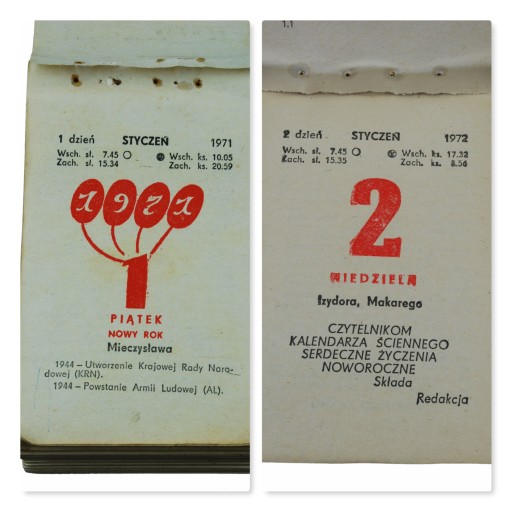 1 dzień STYCZEŃ 1971
Wsch. sł. 7.45 Wsch. ks. 10.05
Zach. sł. 15.34 Zach. ks. 20.59
1971
1
PIĄTEK
NOWY ROK
Mieczysława
1944 – Utworzenie Krajowej Rady Naro-
dowej (KRN).
1944 – Powstanie Armii Ludowej (AL).
1.1
2 dzień STYCZEŃ 1972
Wsch. sł. 7.45 Wsch. ks. 17.32
Zach. sł. 15.35 Zach. ks. 8.56
2
NIEDZIELA
Izydora, Makarego
CZYTELNIKOM
KALENDARZA ŚCIENNEGO
SERDECZNE ŻYCZENIA
NOWOROCZNE
Składa
Redakcja